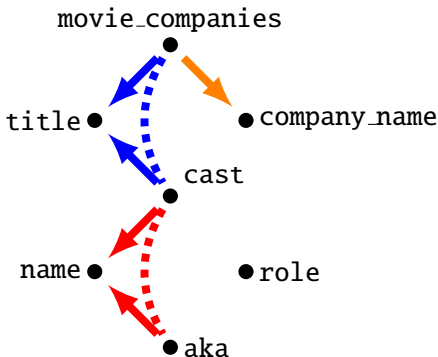 movie_companies
title
company_name
cast
name
role
aka